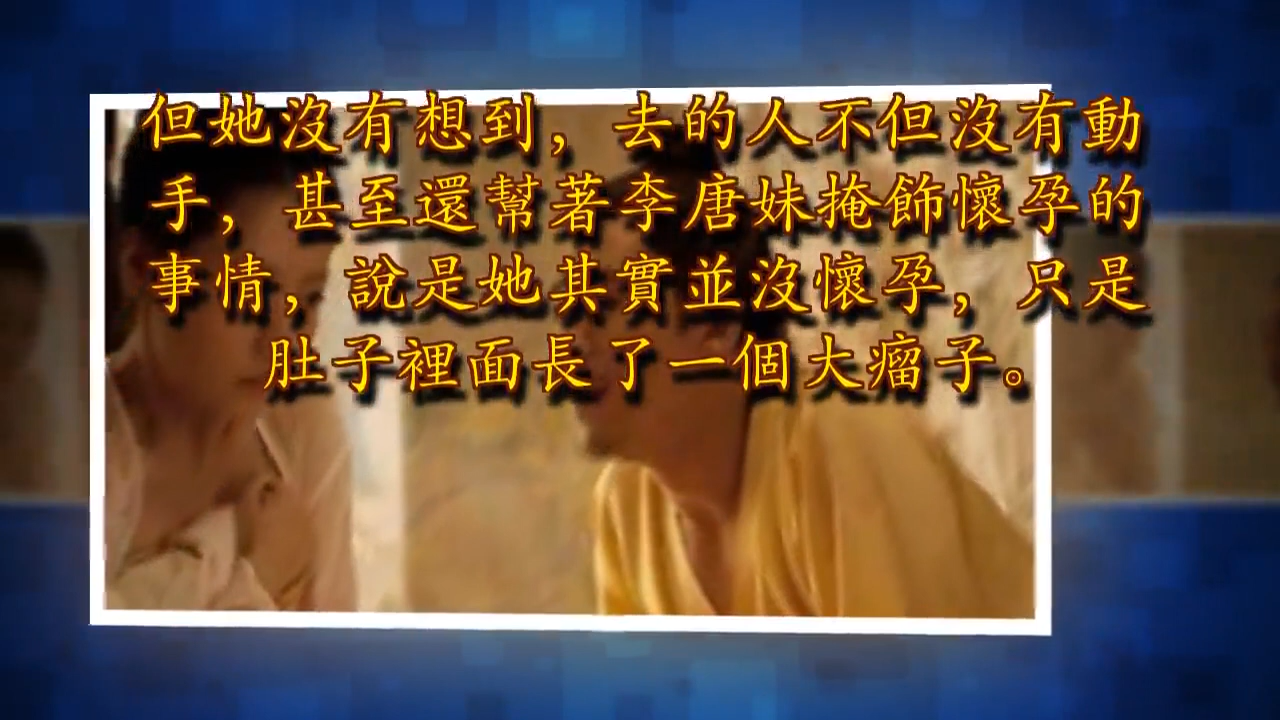 但她沒有想到，去的人不但沒有動
手，甚至還幫著李唐妹掩飾懷孕的
事情，說是她其實並沒懷孕，只是
肚子裡面長了一個大瘤子。